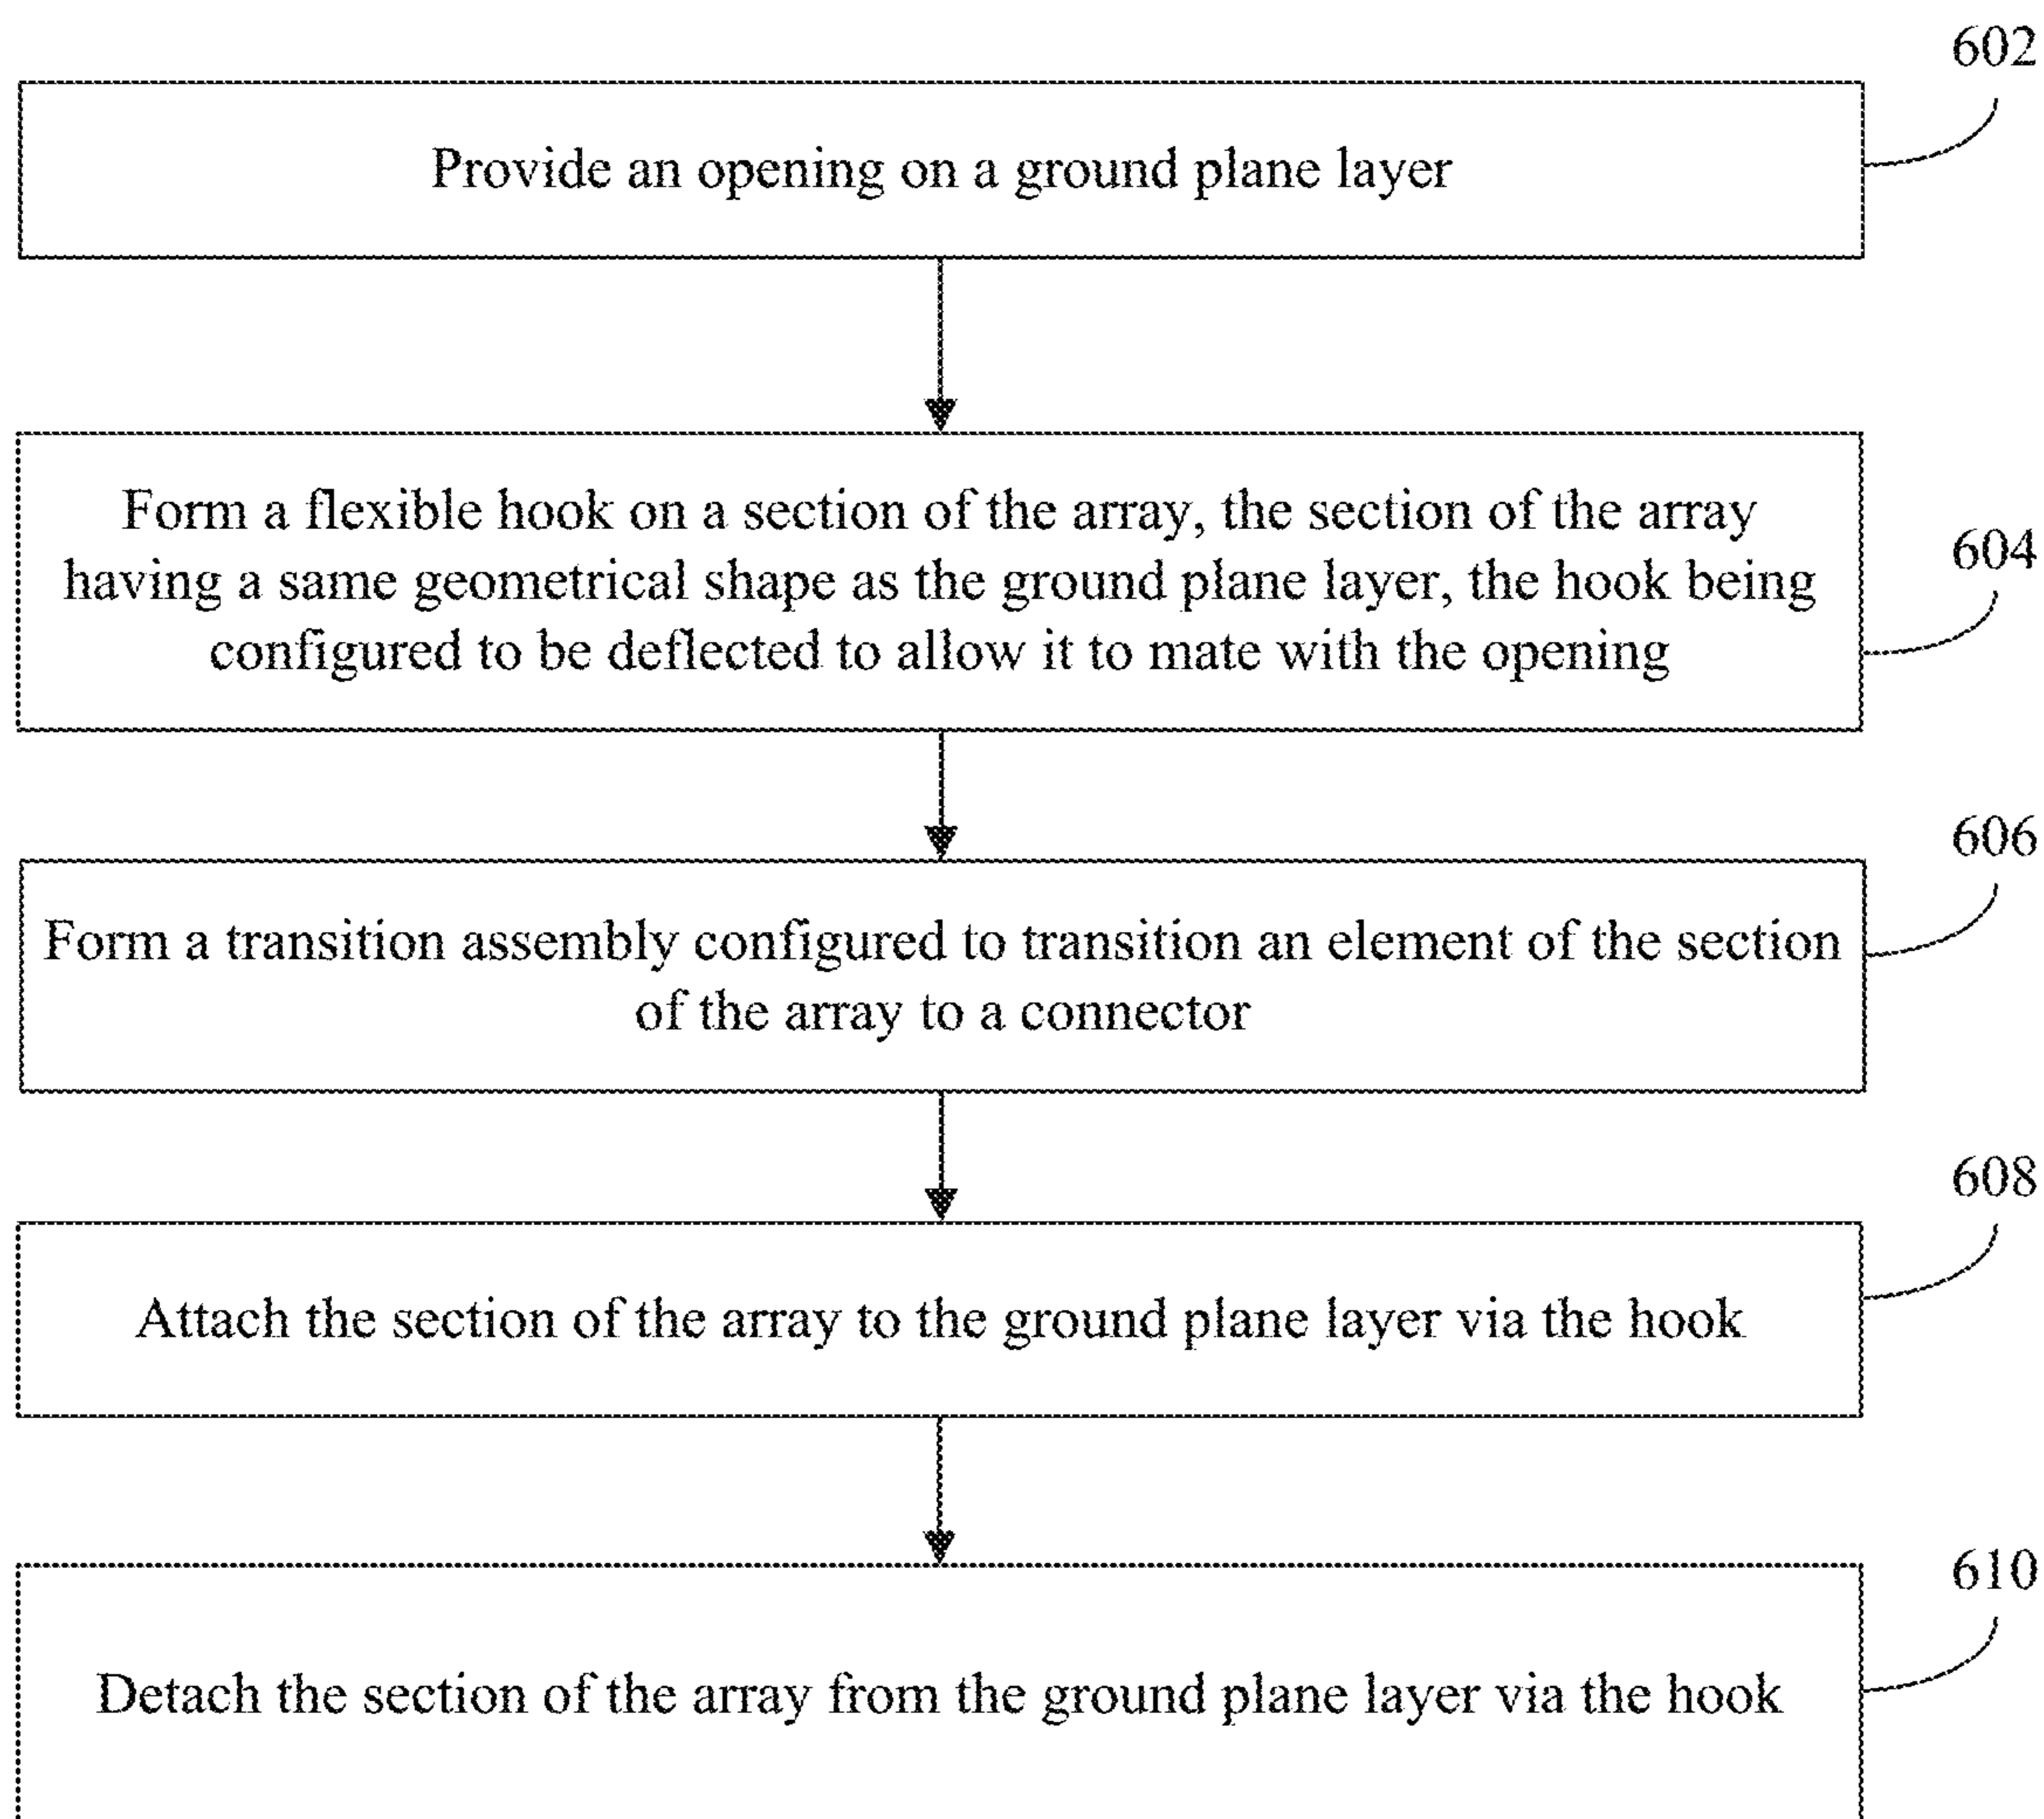 602
Provide an opening on a ground plane layer
Form a flexible hook on a section of the array, the section of the array
having a same geometrical shape as the ground plane layer, the hook being
configured to be deflected to allow it to mate with the opening
604
606
Form a transition assembly configured to transition an element of the section
of the array to a connector
608
Attach the section of the array to the ground plane layer via the hook
610
Detach the section of the array from the ground plane layer via the hook